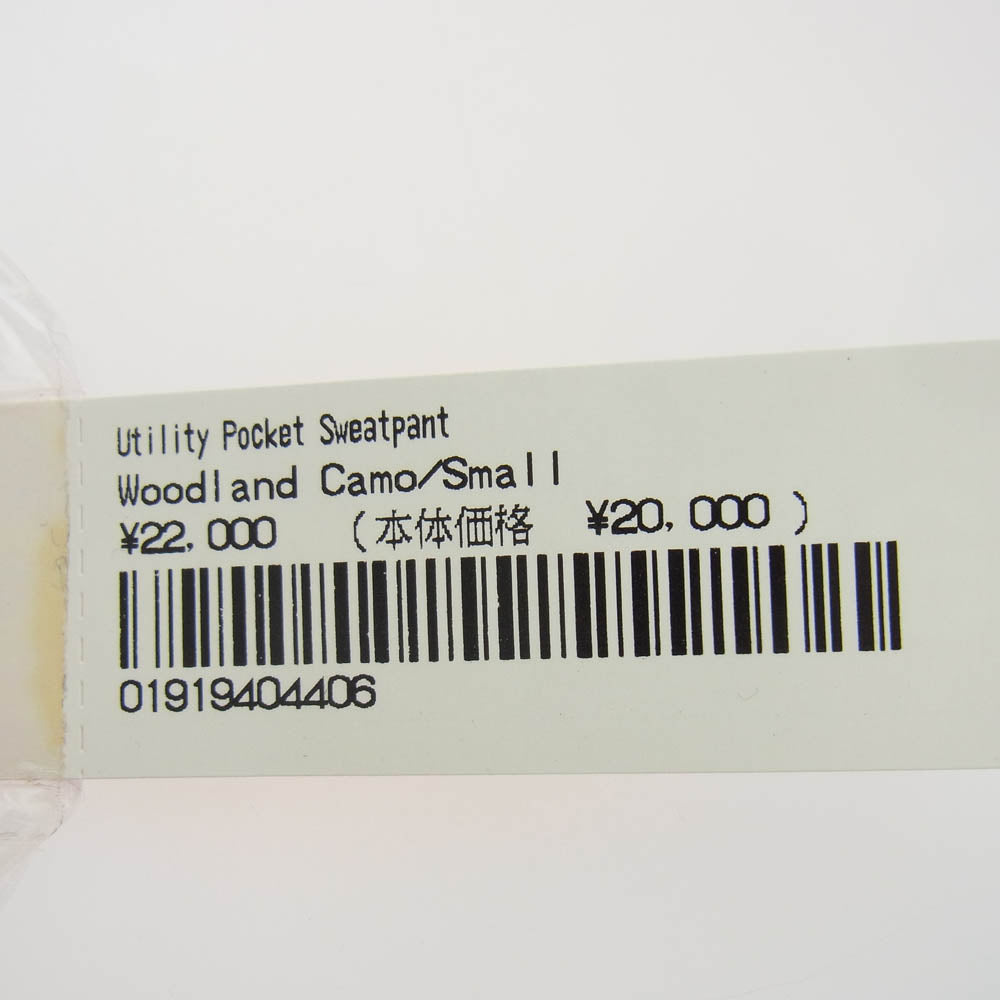 Utility Pocket Sweatpant
Woodland Camo/Small
¥22,000 (本体価格 ¥20,000)
01919404406